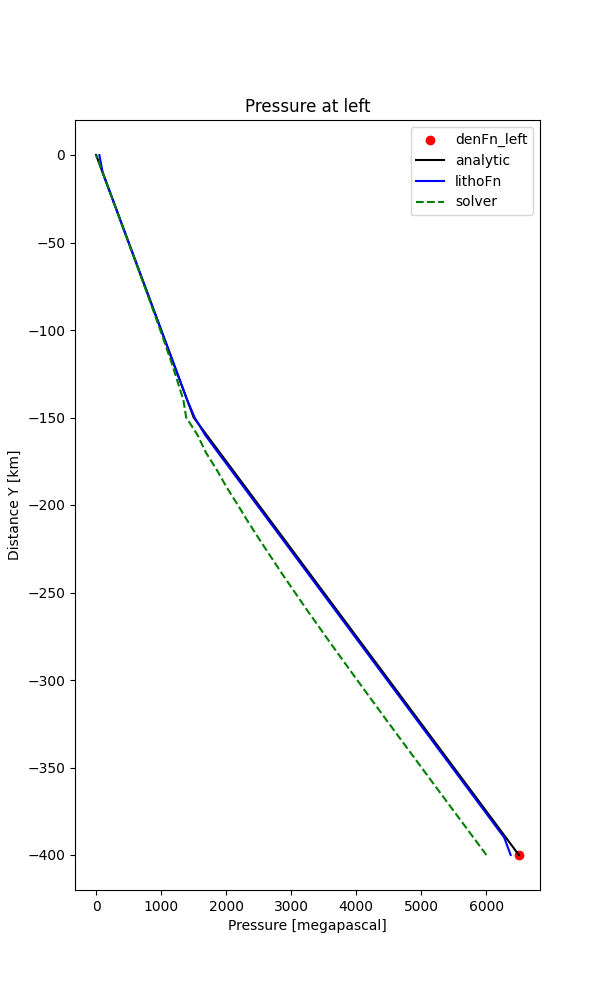 Pressure at left
denFn_left
analytic
lithoFn
solver
0
−50
−100
−150
−200
−250
−300
−350
−400
Distance Y [km]
0 1000 2000 3000 4000 5000 6000
Pressure [megapascal]